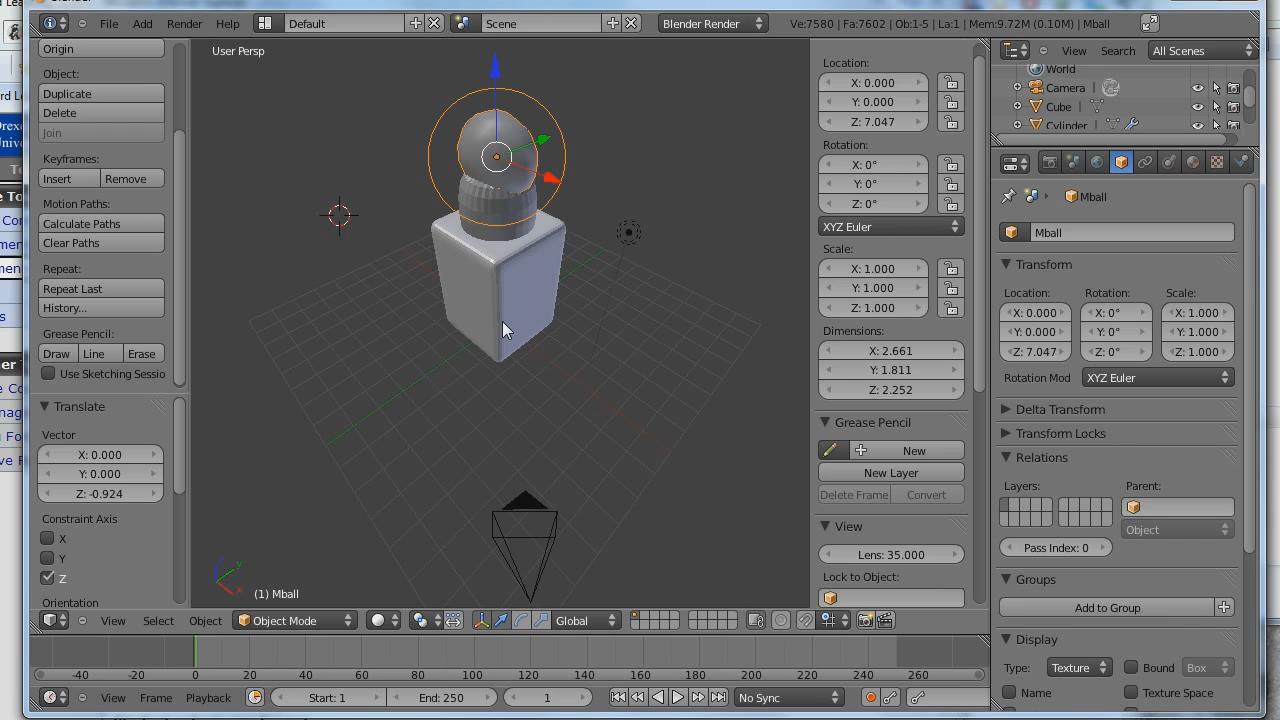 File Add Render Help Default Scene Blender Render Ve:7580 | Fa:7602 | Ob:1-5 | La:1 | Mem:9.72M (0.10M) | Mball
Origin
Object:
Duplicate
Delete
Join
Keyframes:
Insert Remove
Motion Paths:
Calculate Paths
Clear Paths
Repeat:
Repeat Last
History...
Grease Pencil:
Draw Line Erase
Use Sketching Sessio
Translate
Vector
X: 0.000
Y: 0.000
Z: -0.924
Constraint Axis
X
Y
Z
Orientation
User Persp
(1) Mball
View Select Object Object Mode Global
Location:
X: 0.000
Y: 0.000
Z: 7.047
Rotation:
X: 0°
Y: 0°
Z: 0°
XYZ Euler
Scale:
X: 1.000
Y: 1.000
Z: 1.000
Dimensions:
X: 2.661
Y: 1.811
Z: 2.252
Grease Pencil
New
New Layer
Delete Frame Convert
View
Lens: 35.000
Lock to Object:
View Search All Scenes
World
Camera
Cube
Cylinder
Mball
Mball
Transform
Location: Rotation: Scale:
X: 0.000 X: 0° X: 1.000
Y: 0.000 Y: 0° Y: 1.000
Z: 7.047 Z: 0° Z: 1.000
Rotation Mod XYZ Euler
Delta Transform
Transform Locks
Relations
Layers: Parent:
Object
Pass Index: 0
Groups
Add to Group
Display
Type: Texture Bound Box
Name Texture Space
-40 -20 0 20 40 60 80 100 120 140 160 180 200 220 240 260
View Frame Playback Start: 1 End: 250 1 No Sync